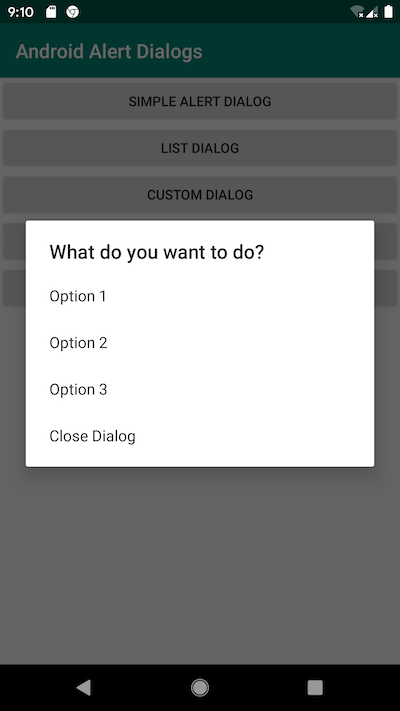 9:10
Android Alert Dialogs
SIMPLE ALERT DIALOG
LIST DIALOG
CUSTOM DIALOG
What do you want to do?
Option 1
Option 2
Option 3
Close Dialog